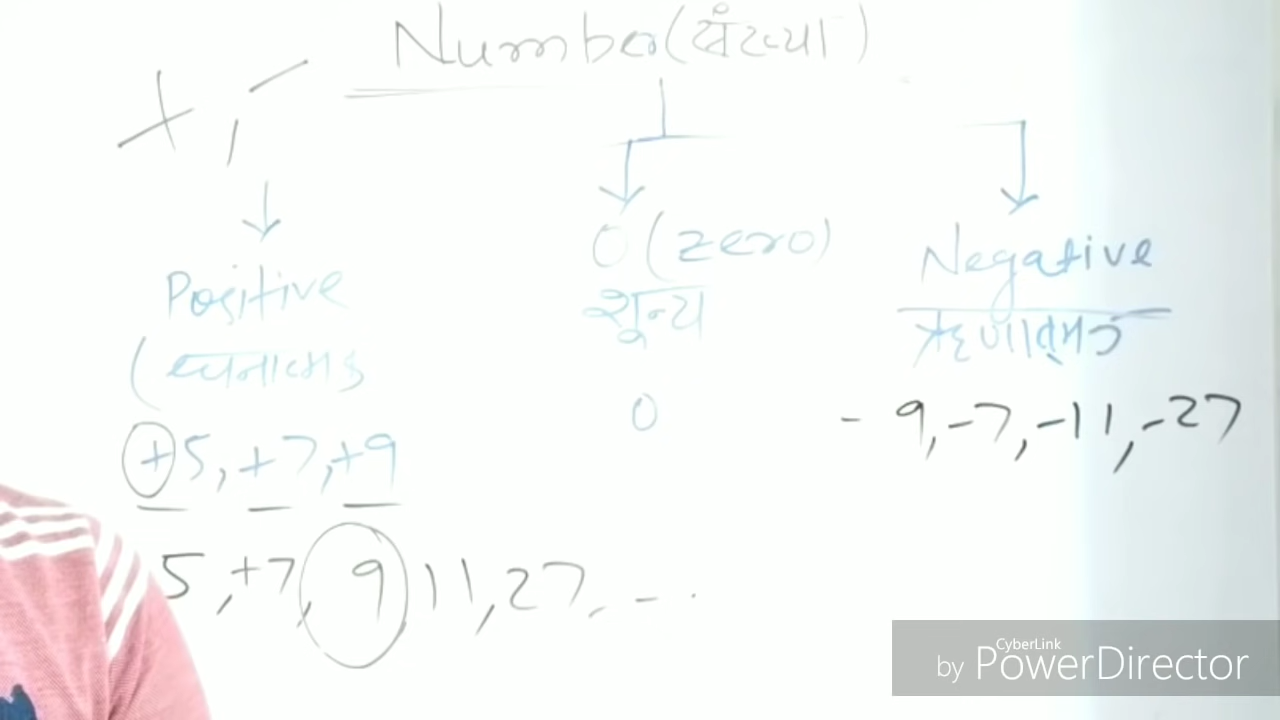 Number (संख्या)
+, -
Positive
(धनात्मक
+5, +7, +9
5, +7, 9, 11, 27, - .
0 (zero)
शून्य
0
Negative
ऋणात्मक
- 9, -7, -11, -27
CyberLink
by PowerDirector